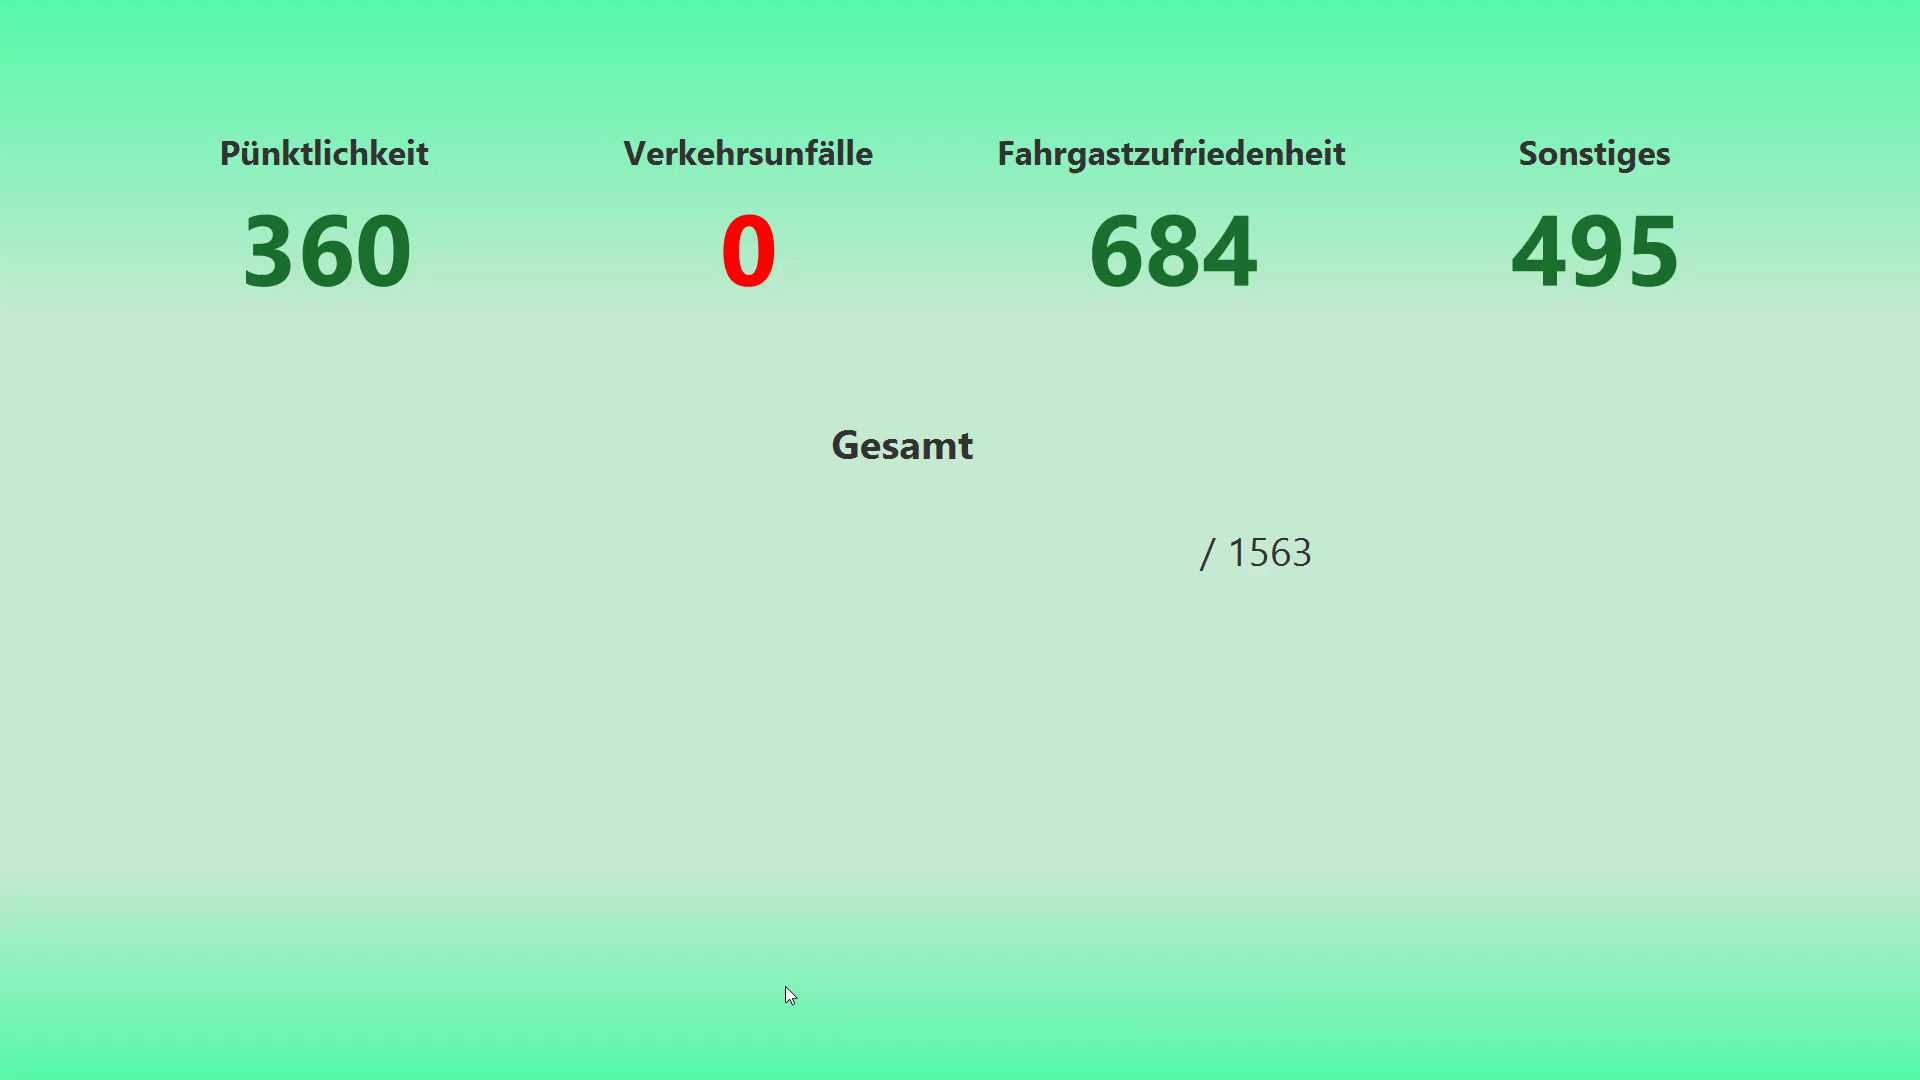 Pünktlichkeit Verkehrsunfälle Fahrgastzufriedenheit Sonstiges
360 0 684 495
Gesamt
/ 1563